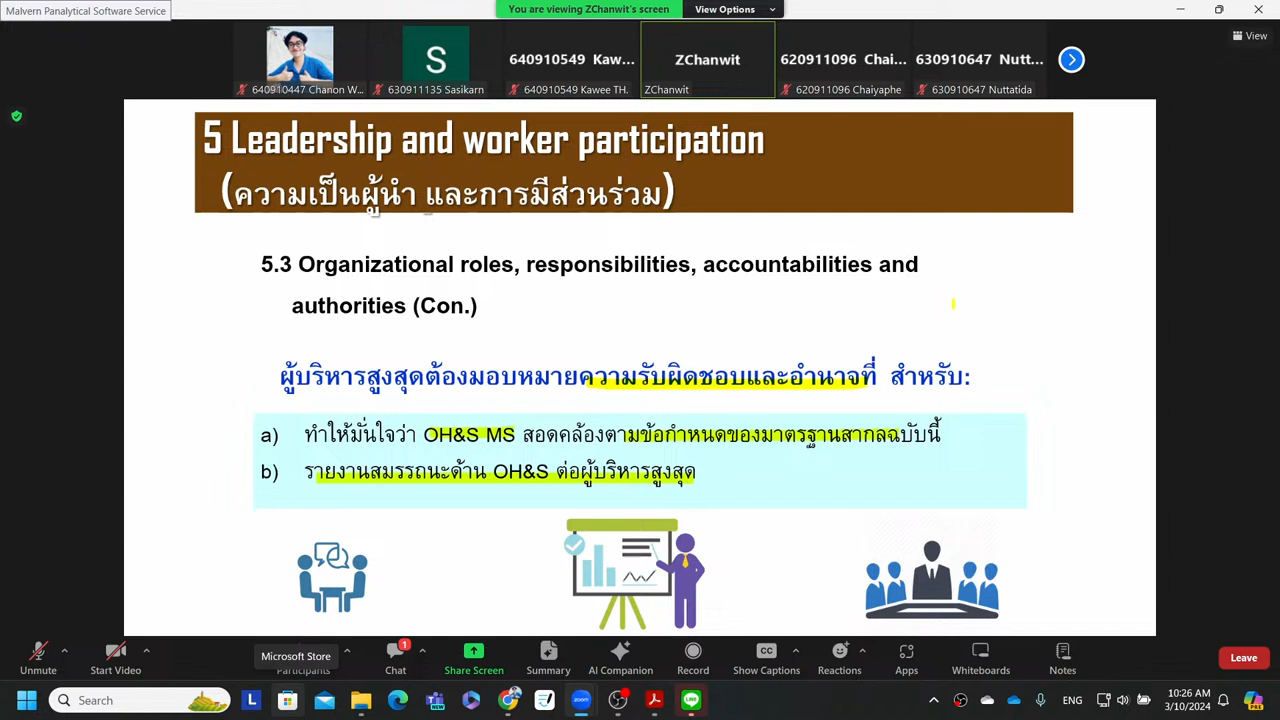 Malvern Panalytical Software Service
You are viewing ZChanwit's screen
View Options
View
S
640910549 Kaw...
ZChanwit
620911096 Chai...
630910647 Nutt...
640910447 Chanon W...
630911135 Sasikarn
640910549 Kawee TH.
ZChanwit
620911096 Chaiyaphe
630910647 Nuttatida
5 Leadership and worker participation
(ความเป็นผู้นำ และการมีส่วนร่วม)
5.3 Organizational roles, responsibilities, accountabilities and
authorities (Con.)
ผู้บริหารสูงสุดต้องมอบหมายความรับผิดชอบและอำนาจที่ สำหรับ:
a) ทำให้มั่นใจว่า OH&S MS สอดคล้องตามข้อกำหนดของมาตรฐานสากลฉบับนี้
b) รายงานสมรรถนะด้าน OH&S ต่อผู้บริหารสูงสุด
1
CC
Unmute
Start Video
Microsoft Store
Participants
Chat
Share Screen
Summary
AI Companion
Record
Show Captions
Reactions
Apps
Whiteboards
Notes
Leave
Search
L
zoom
LINE
ENG
10:26 AM
3/10/2024